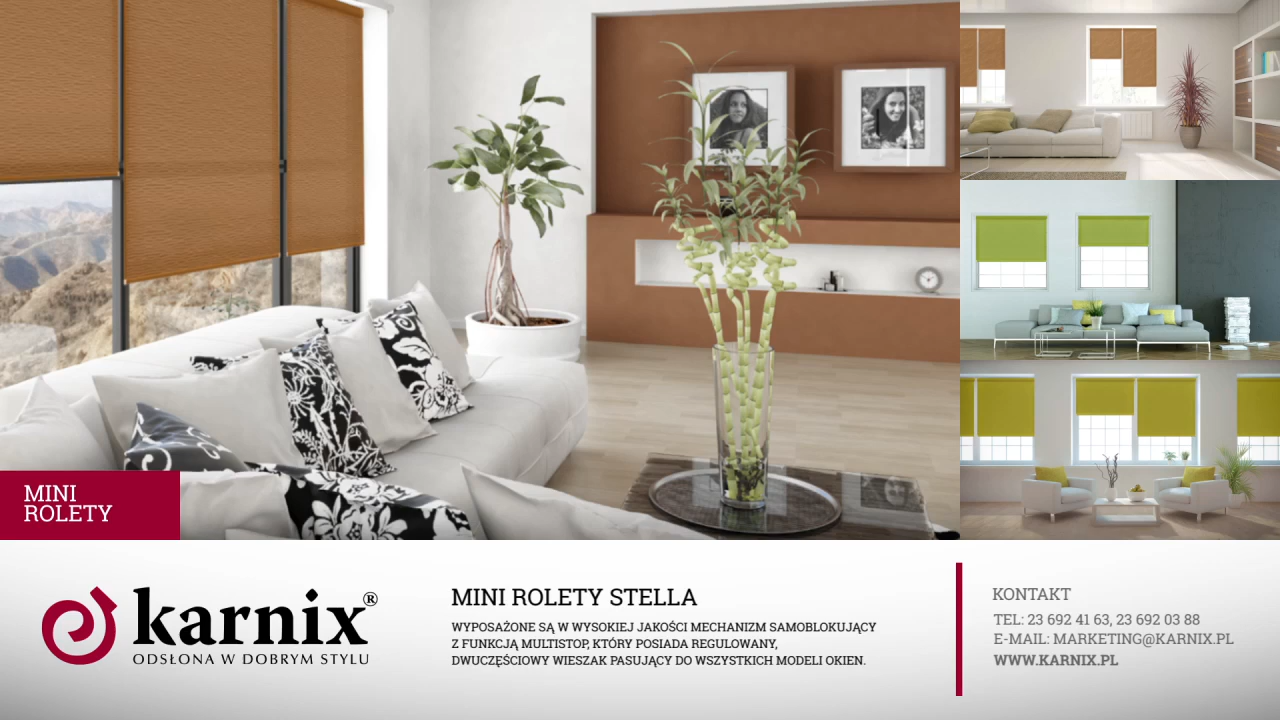 MINI
ROLETY
karnix®
ODSŁONA W DOBRYM STYLU
MINI ROLETY STELLA
WYPOSAŻONE SĄ W WYSOKIEJ JAKOŚCI MECHANIZM SAMOBLOKUJĄCY
Z FUNKCJĄ MULTISTOP, KTÓRY POSIADA REGULOWANY,
DWUCZĘŚCIOWY WIESZAK PASUJĄCY DO WSZYSTKICH MODELI OKIEN.
KONTAKT
TEL: 23 692 41 63, 23 692 03 88
E-MAIL: MARKETING@KARNIX.PL
WWW.KARNIX.PL